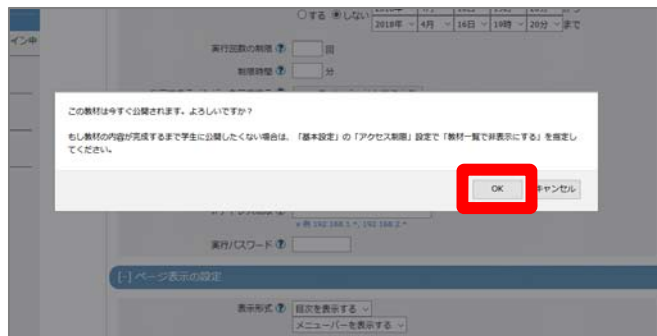 ○する ◉しない
2018年 4月 16日 19時 20分 まで
イン中
実行回数の制限 回
制限時間 分
この教材は今すぐ公開されます。よろしいですか？
もし教材の内容が完成するまで学生に公開したくない場合は、「基本設定」の「アクセス制限」設定で「教材一覧で非表示にする」を指定し
てください。
OK キャンセル
※例 192.168.1.*, 192.168.2.*
実行パスワード
[-] ページ表示の設定
表示形式 目次を表示する
メニューバーを表示する